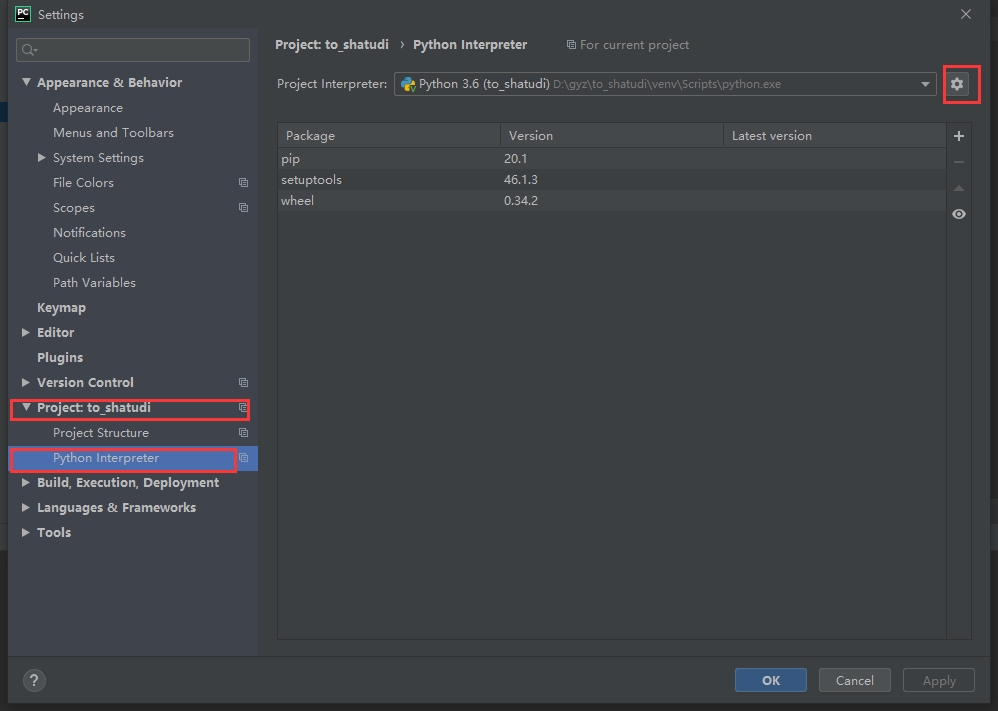 PC Settings
Project: to_shatudi › Python Interpreter For current project
Project Interpreter: Python 3.6 (to_shatudi) D:\gyz\to_shatudi\venv\Scripts\python.exe
Appearance & Behavior
Appearance
Menus and Toolbars
System Settings
File Colors
Scopes
Notifications
Quick Lists
Path Variables
Keymap
Editor
Plugins
Version Control
Project: to_shatudi
Project Structure
Python Interpreter
Build, Execution, Deployment
Languages & Frameworks
Tools
Package Version Latest version
pip 20.1
setuptools 46.1.3
wheel 0.34.2
? OK Cancel Apply